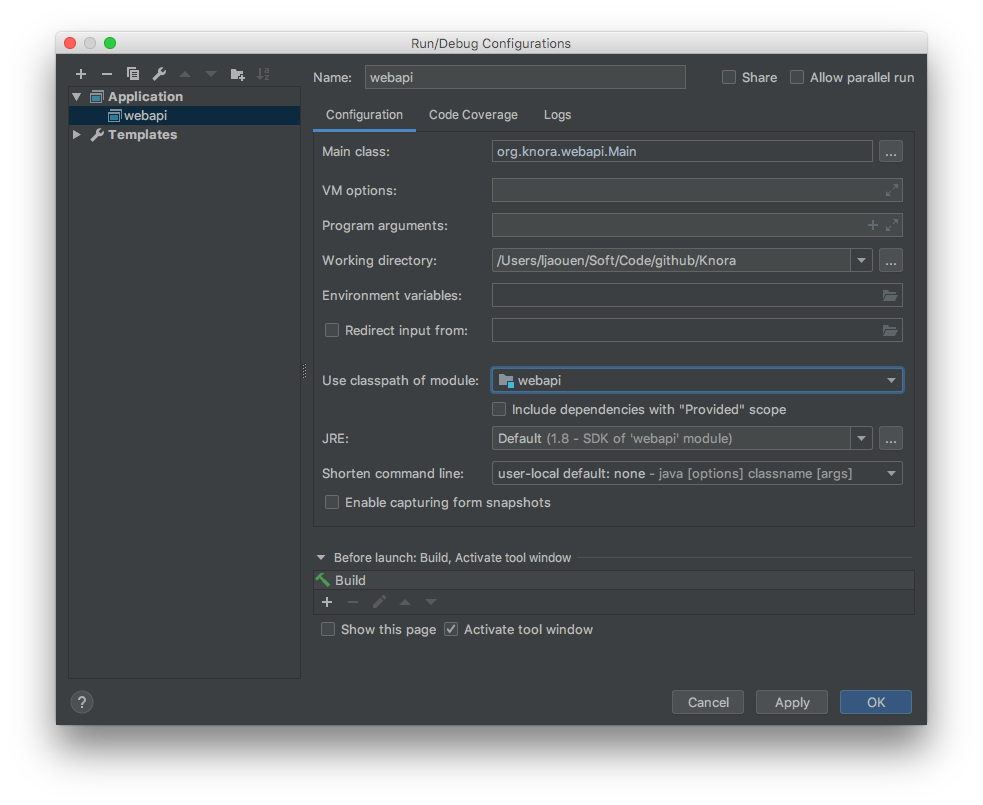 Run/Debug Configurations
Name: webapi Share Allow parallel run
Application
webapi
Templates
Configuration Code Coverage Logs
Main class: org.knora.webapi.Main ...
VM options:
Program arguments:
Working directory: /Users/ljaouen/Soft/Code/github/Knora ...
Environment variables:
Redirect input from:
Use classpath of module: webapi
Include dependencies with "Provided" scope
JRE: Default (1.8 - SDK of 'webapi' module) ...
Shorten command line: user-local default: none - java [options] classname [args]
Enable capturing form snapshots
Before launch: Build, Activate tool window
Build
Show this page Activate tool window
? Cancel Apply OK